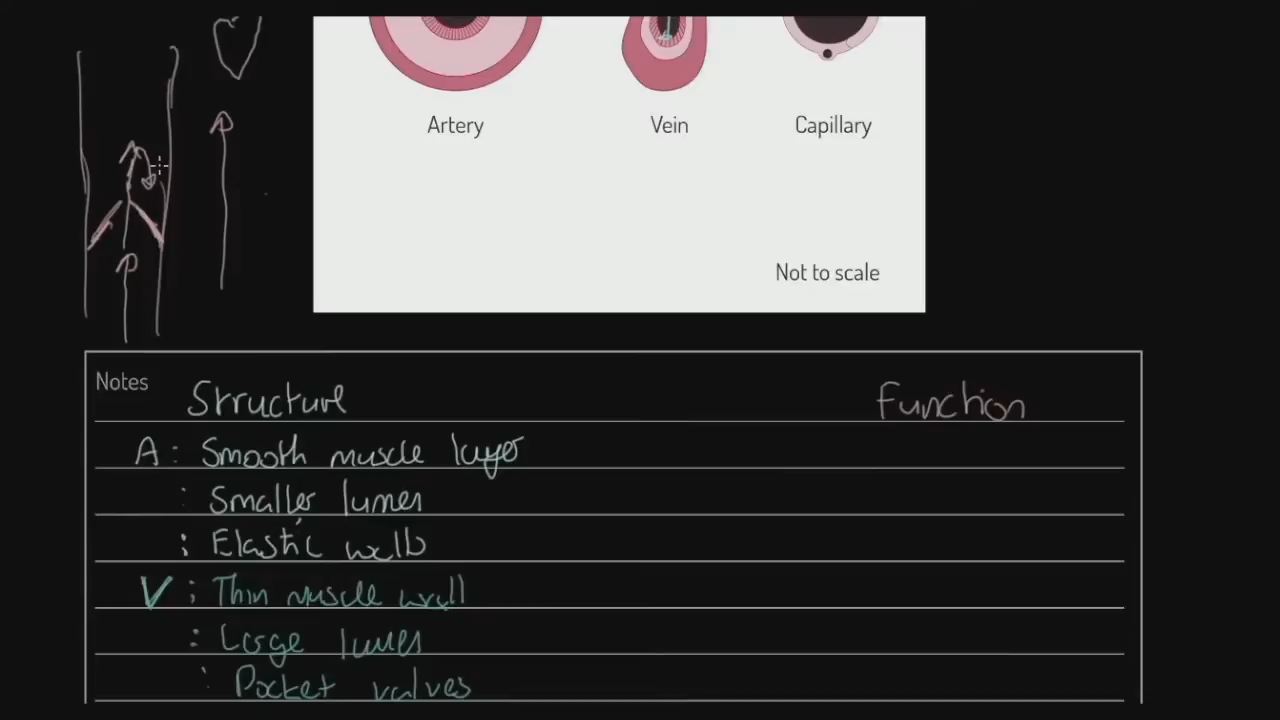 Artery Vein Capillary
Not to scale
Notes Structure Function
A: Smooth muscle layer
: Smaller lumen
: Elastic walls
V : Thin muscle wall
: Large lumen
: Pocket valves